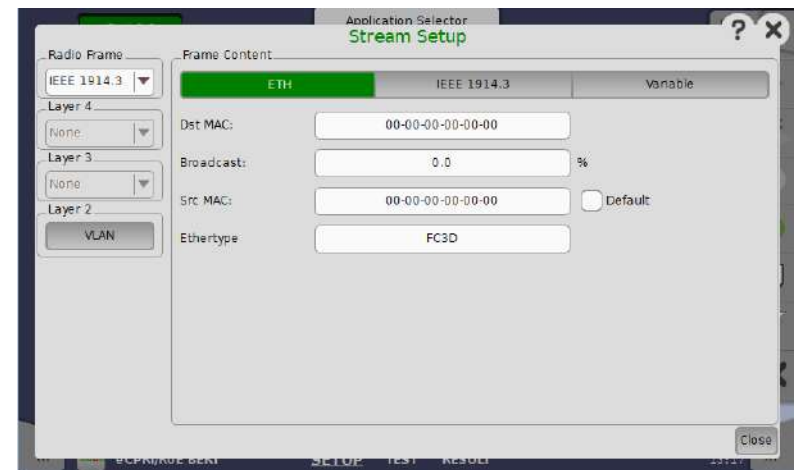 Application Selector
Stream Setup
? X
Radio Frame
IEEE 1914.3
Layer 4
None
Layer 3
None
Layer 2
VLAN
Frame Content
ETH IEEE 1914.3 Variable
Dst MAC: 00-00-00-00-00-00
Broadcast: 0.0 %
Src MAC: 00-00-00-00-00-00 Default
Ethertype FC3D
Close
SETUP TEST RESULT